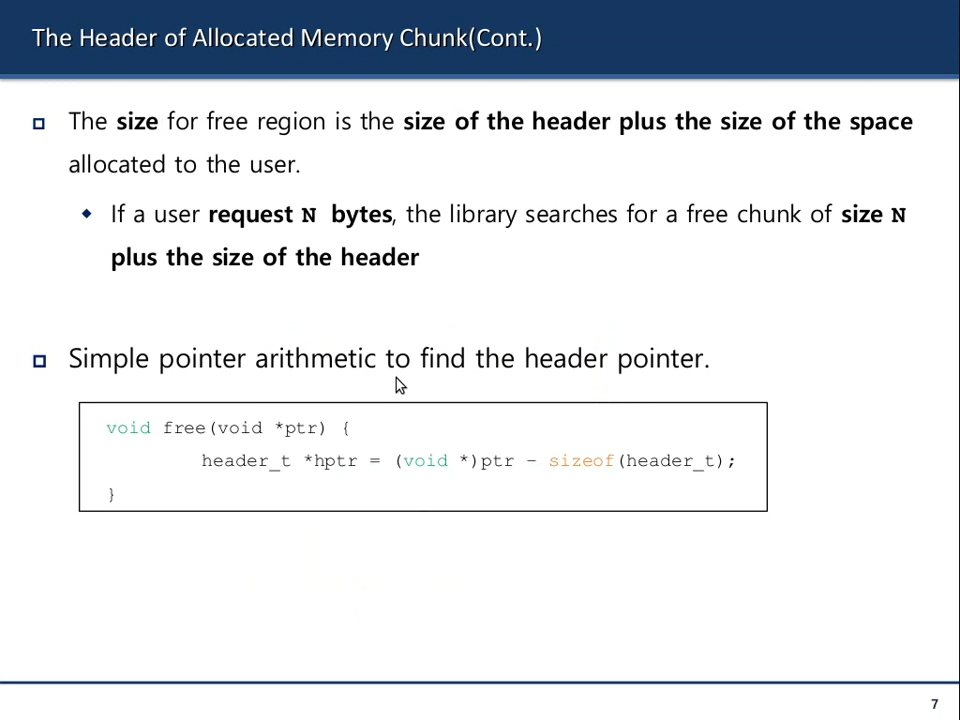 The Header of Allocated Memory Chunk(Cont.)
The size for free region is the size of the header plus the size of the space
allocated to the user.
If a user request N bytes, the library searches for a free chunk of size N
plus the size of the header
Simple pointer arithmetic to find the header pointer.
void free(void *ptr) {
header_t *hptr = (void *)ptr – sizeof(header_t);
}
7